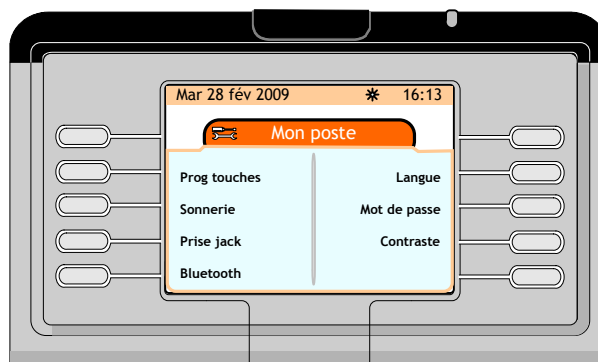 Mar 28 fév 2009 16:13
Mon poste
Prog touches Langue
Sonnerie Mot de passe
Prise jack Contraste
Bluetooth